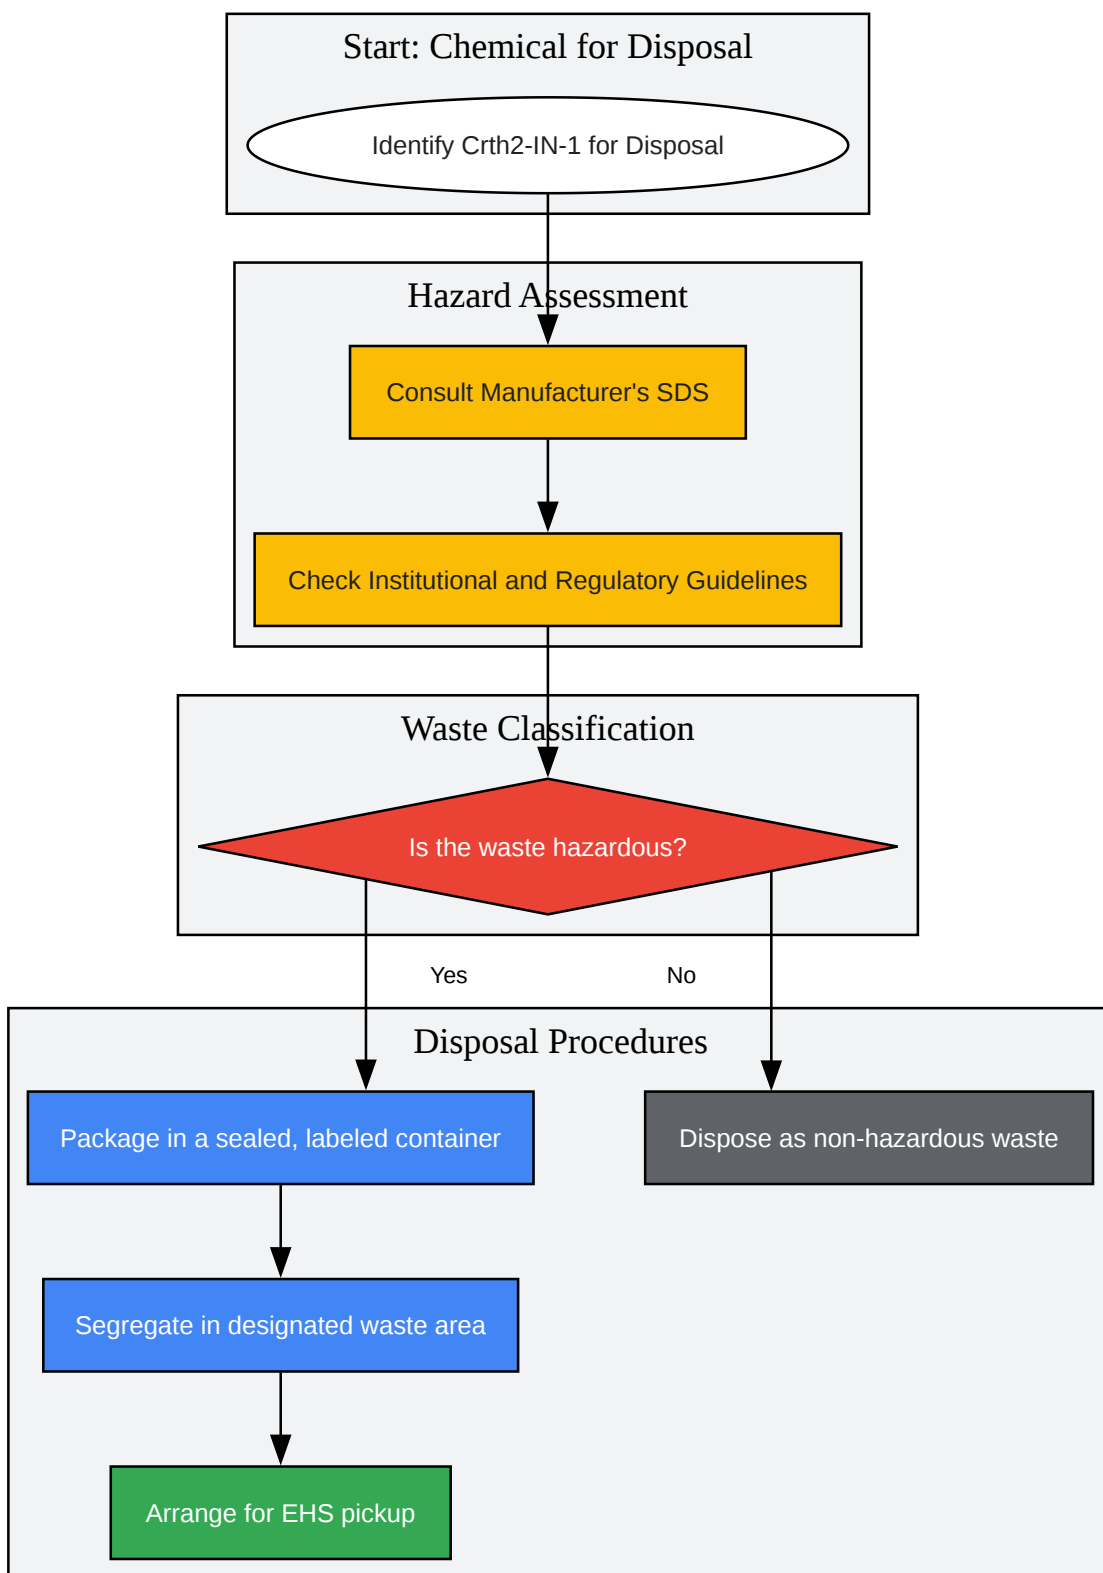 Start: Chemical for Disposal
Identify Crth2-IN-1 for Disposal
Hazard Assessment
Consult Manufacturer's SDS
Check Institutional and Regulatory Guidelines
Waste Classification
Is the waste hazardous?
Yes
No
Disposal Procedures
Package in a sealed, labeled container
Dispose as non-hazardous waste
Segregate in designated waste area
Arrange for EHS pickup